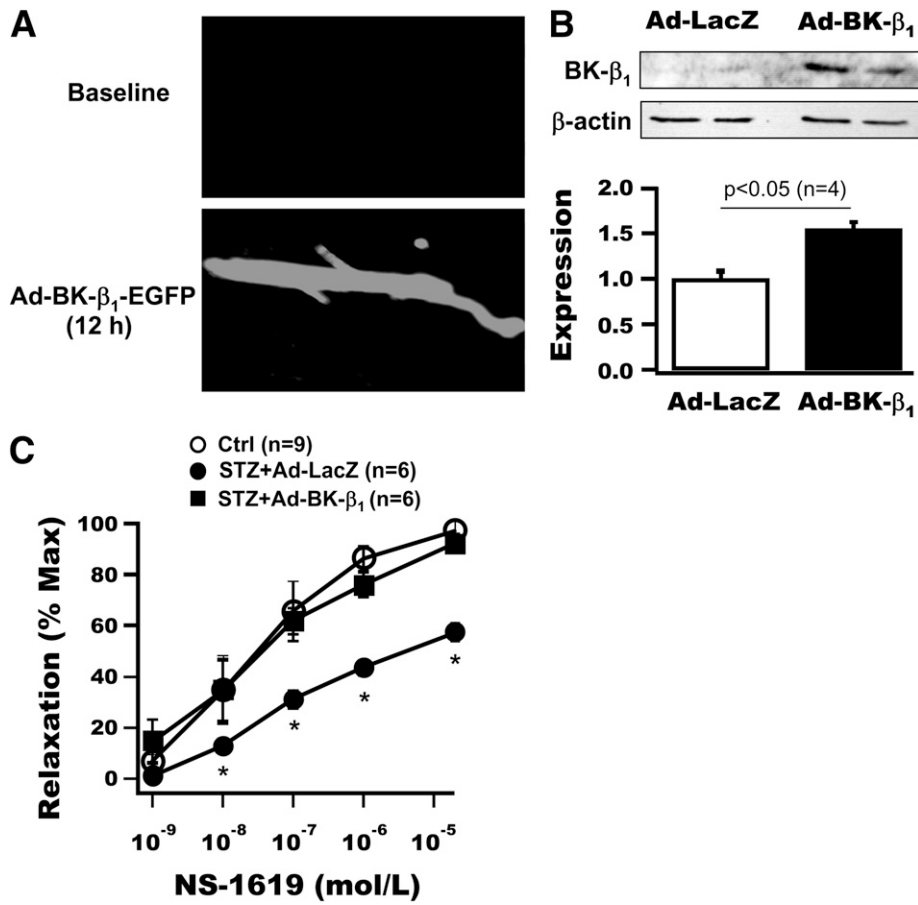 A
Baseline
Ad-BK-β₁-EGFP
(12 h)
B
Ad-LacZ Ad-BK-β₁
BK-β₁
β-actin
p<0.05 (n=4)
Expression
2.0
1.5
1.0
0.5
0.0
Ad-LacZ Ad-BK-β₁
C
Ctrl (n=9)
STZ+Ad-LacZ (n=6)
STZ+Ad-BK-β₁ (n=6)
Relaxation (% Max)
100
80
60
40
20
0
* * * *
10⁻⁹ 10⁻⁸ 10⁻⁷ 10⁻⁶ 10⁻⁵
NS-1619 (mol/L)